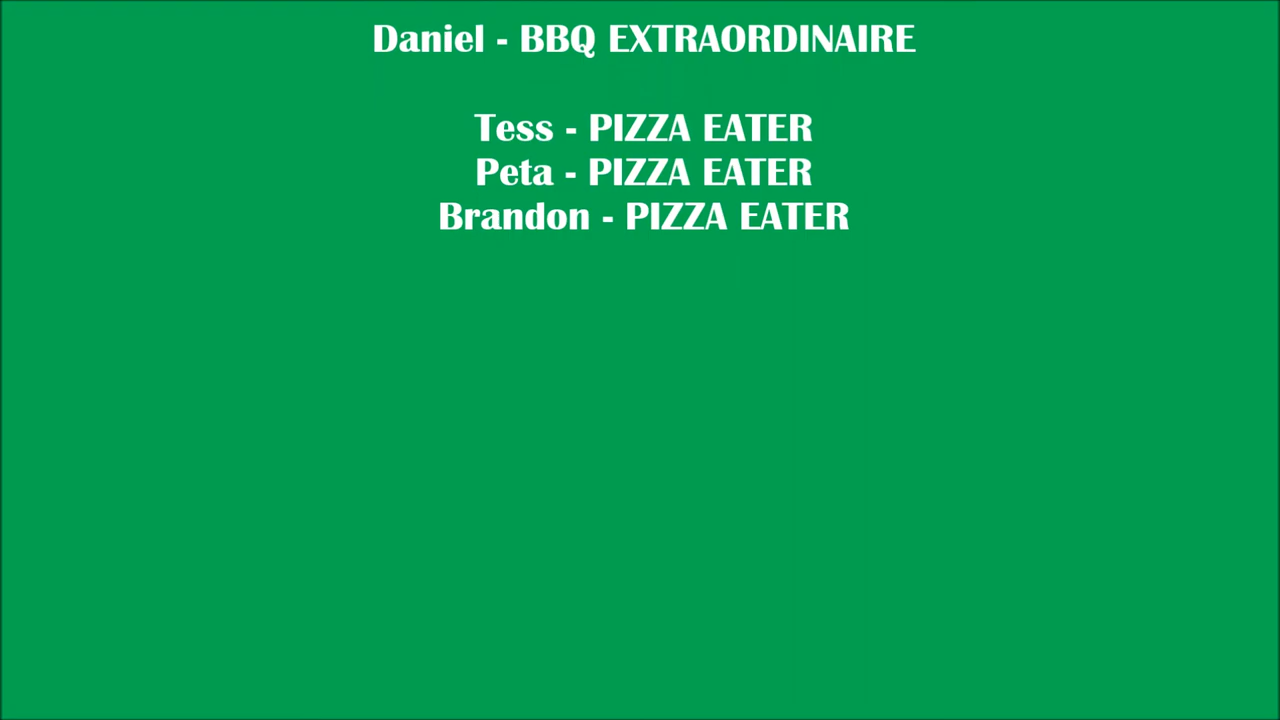 Daniel - BBQ EXTRAORDINAIRE
Tess - PIZZA EATER
Peta - PIZZA EATER
Brandon - PIZZA EATER